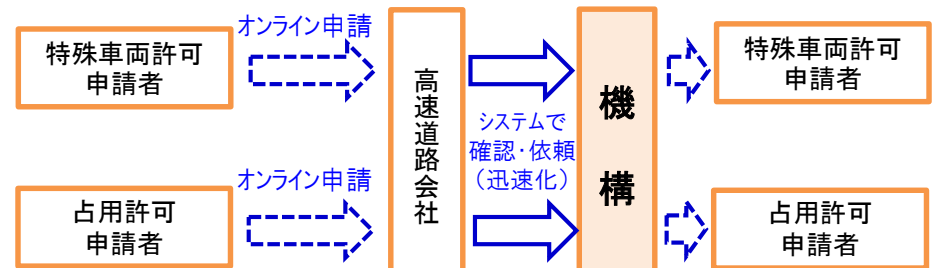 オンライン申請
特殊車両許可
申請者
高速道路会社
システムで
確認・依頼
（迅速化）
機構
特殊車両許可
申請者
オンライン申請
占用許可
申請者
占用許可
申請者